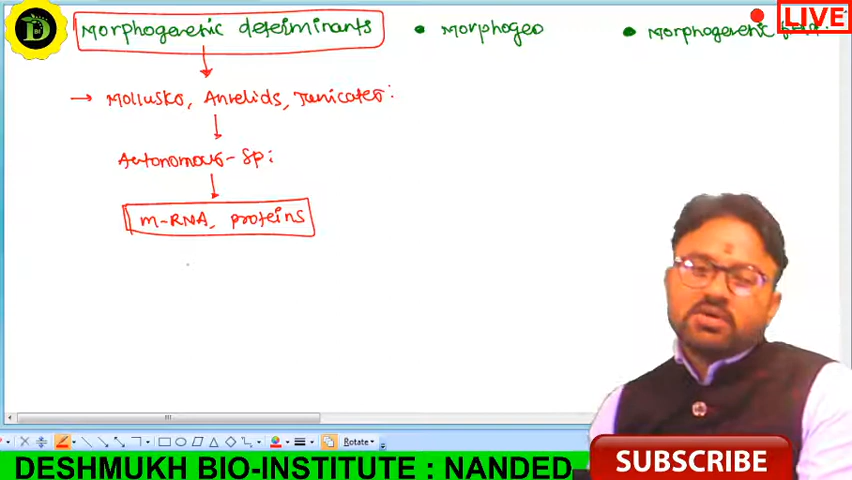 Morphogenetic determinants • Morphogeo • Morphogenetic
LIVE
→ Mollusks, Annelids, Tunicates:
Autonomous-Sp:
m-RNA, proteins
Rotate
DESHMUKH BIO-INSTITUTE : NANDED
SUBSCRIBE